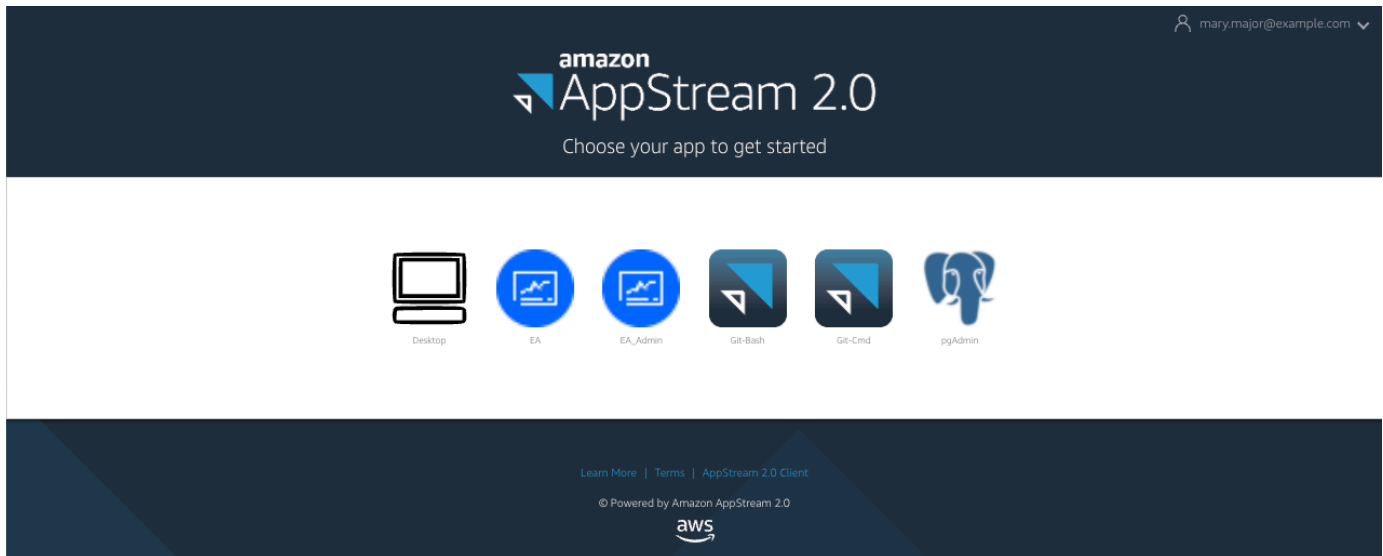 mary.major@example.com
amazon
AppStream 2.0
Choose your app to get started
Desktop
EA
EA_Admin
Git-Bash
Git-Cmd
pgAdmin
Learn More | Terms | AppStream 2.0 Client
© Powered by Amazon AppStream 2.0
aws